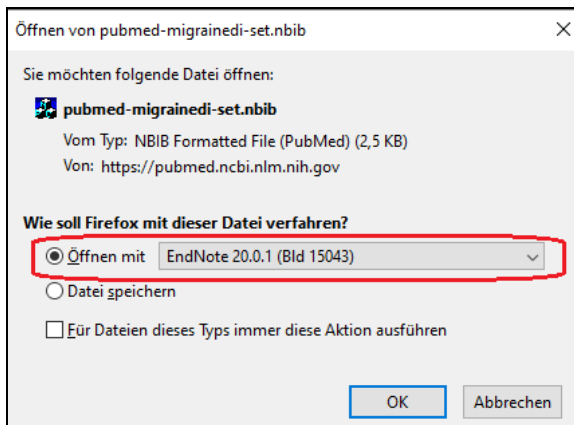 Öffnen von pubmed-migrainedi-set.nbib
Sie möchten folgende Datei öffnen:
pubmed-migrainedi-set.nbib
Vom Typ: NBIB Formatted File (PubMed) (2,5 KB)
Von: https://pubmed.ncbi.nlm.nih.gov
Wie soll Firefox mit dieser Datei verfahren?
Öffnen mit EndNote 20.0.1 (Bld 15043)
Datei speichern
Für Dateien dieses Typs immer diese Aktion ausführen
OK Abbrechen